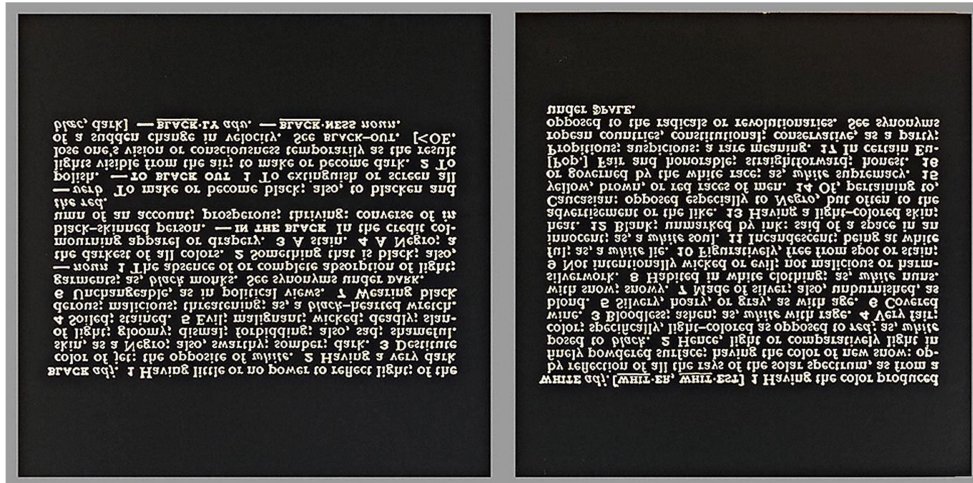 BLACK adj. 1 Having little or no power to reflect light; of the
color of jet: the opposite of white. 2 Having a very dark
skin, as a Negro; also, swarthy; somber; dark. 3 Destitute
of light; gloomy; dismal; forbidding; also, sad; shameful.
4 Soiled; stained. 5 Evil; malignant; wicked; deadly; slan-
derous; malicious; threatening; as, a black-hearted wretch.
6 Unchangeable, as in political views. 7 Wearing black
garments; as, black monks. See synonyms under DARK.
—noun 1 The absence of or complete absorption of light;
the darkest of all colors. 2 Something that is black; also,
mourning apparel or drapery. 3 A stain. 4 A Negro; a
black-skinned person. —IN THE BLACK In the credit col-
umn of an account; prosperous; thriving: converse of in
the red.
—verb To make or become black; also, to blacken and
polish. —TO BLACK OUT 1 To extinguish or screen all
lights visible from the air; to make or become dark. 2 To
lose one's vision or consciousness temporarily as the result
of a sudden change in velocity. See BLACK-OUT. [<OE.
blæc, dark] —BLACK·LY adv. —BLACK·NESS noun.
WHITE adj. [WHIT·ER, WHIT·EST] 1 Having the color produced
by reflection of all the rays of the solar spectrum, as from a
finely powdered surface; having the color of new snow: op-
posed to black. 2 Hence, light or comparatively light in
color; specifically, light-colored as opposed to red; as, white
wine. 3 Bloodless; ashen; as, white with rage. 4 Very fair;
blond. 5 Silvery, hoary, or gray, as with age. 6 Covered
with snow; snowy. 7 Made of silver; also, unburnished, as
silverwork. 8 Habited in white clothing; as, white nuns.
9 Not intentionally wicked or evil; not malicious or harm-
ful; as, a white lie. 10 Figuratively, free from spot or stain;
innocent; as, a white soul. 11 Incandescent; being at white
heat. 12 Blank; unmarked by ink: said of a space in an
advertisement or the like. 13 Having a light-colored skin;
Caucasian: opposed especially to Negro, but often to the
yellow, brown, or red races of men. 14 Of, pertaining to,
or governed by the white race; as, white supremacy. 15
[Pop.] Fair and honorable; straightforward; honest. 16
Propitious; auspicious: a rare meaning. 17 In certain Eu-
ropean countries, constitutional; conservative, as a party;
opposed to the radicals or revolutionaries. See synonyms
under PALE.